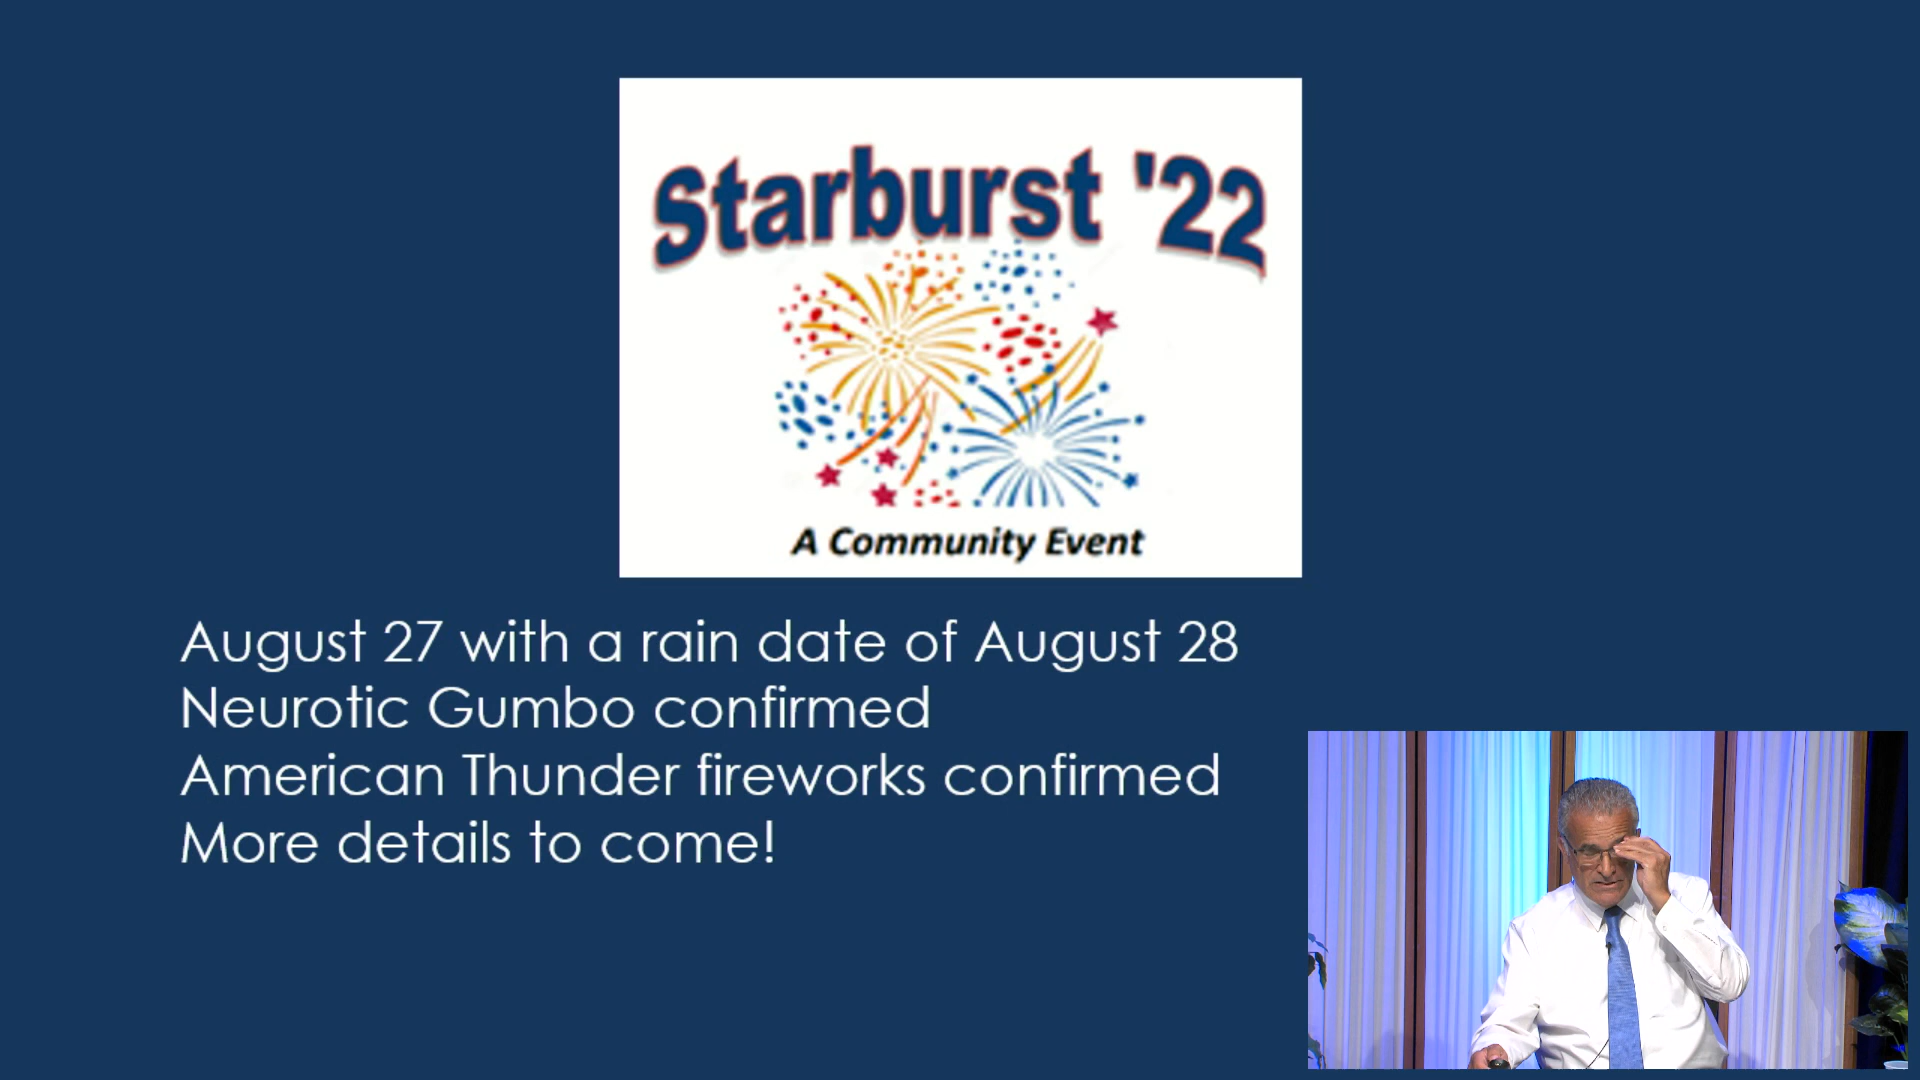 Starburst '22
A Community Event
August 27 with a rain date of August 28
Neurotic Gumbo confirmed
American Thunder fireworks confirmed
More details to come!